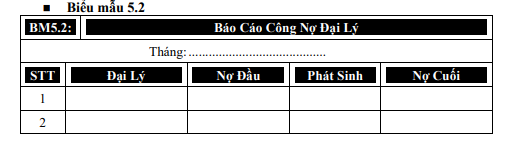 ▪ Biểu mẫu 5.2
BM5.2: Báo Cáo Công Nợ Đại Lý
Tháng: .........................................
STT Đại Lý Nợ Đầu Phát Sinh Nợ Cuối
1
2